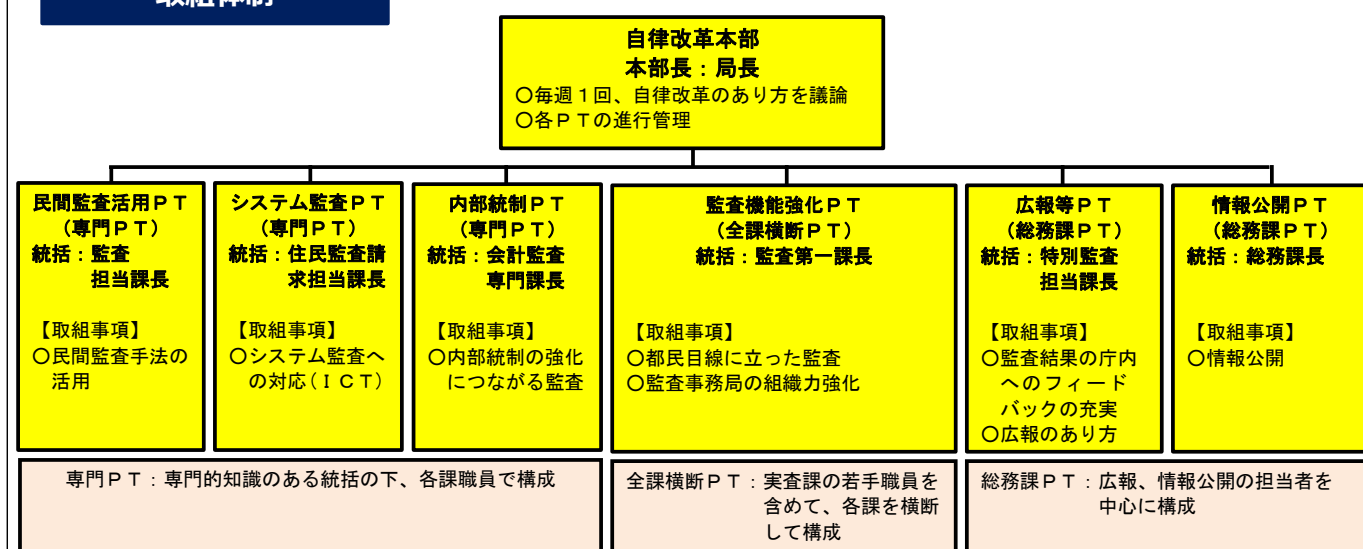 取組体制
自律改革本部
本部長：局長
○毎週１回、自律改革のあり方を議論
○各ＰＴの進行管理
民間監査活用ＰＴ
（専門ＰＴ）
統括：監査
担当課長
【取組事項】
○民間監査手法の
活用
システム監査ＰＴ
（専門ＰＴ）
統括：住民監査請
求担当課長
【取組事項】
○システム監査へ
の対応（ＩＣＴ）
内部統制ＰＴ
（専門ＰＴ）
統括：会計監査
専門課長
【取組事項】
○内部統制の強化
につながる監査
監査機能強化ＰＴ
（全課横断ＰＴ）
統括：監査第一課長
【取組事項】
○都民目線に立った監査
○監査事務局の組織力強化
広報等ＰＴ
（総務課ＰＴ）
統括：特別監査
担当課長
【取組事項】
○監査結果の庁内
へのフィード
バックの充実
○広報のあり方
情報公開ＰＴ
（総務課ＰＴ）
統括：総務課長
【取組事項】
○情報公開
専門ＰＴ：専門的知識のある統括の下、各課職員で構成
全課横断ＰＴ：実査課の若手職員を
含めて、各課を横断
して構成
総務課ＰＴ：広報、情報公開の担当者を
中心に構成